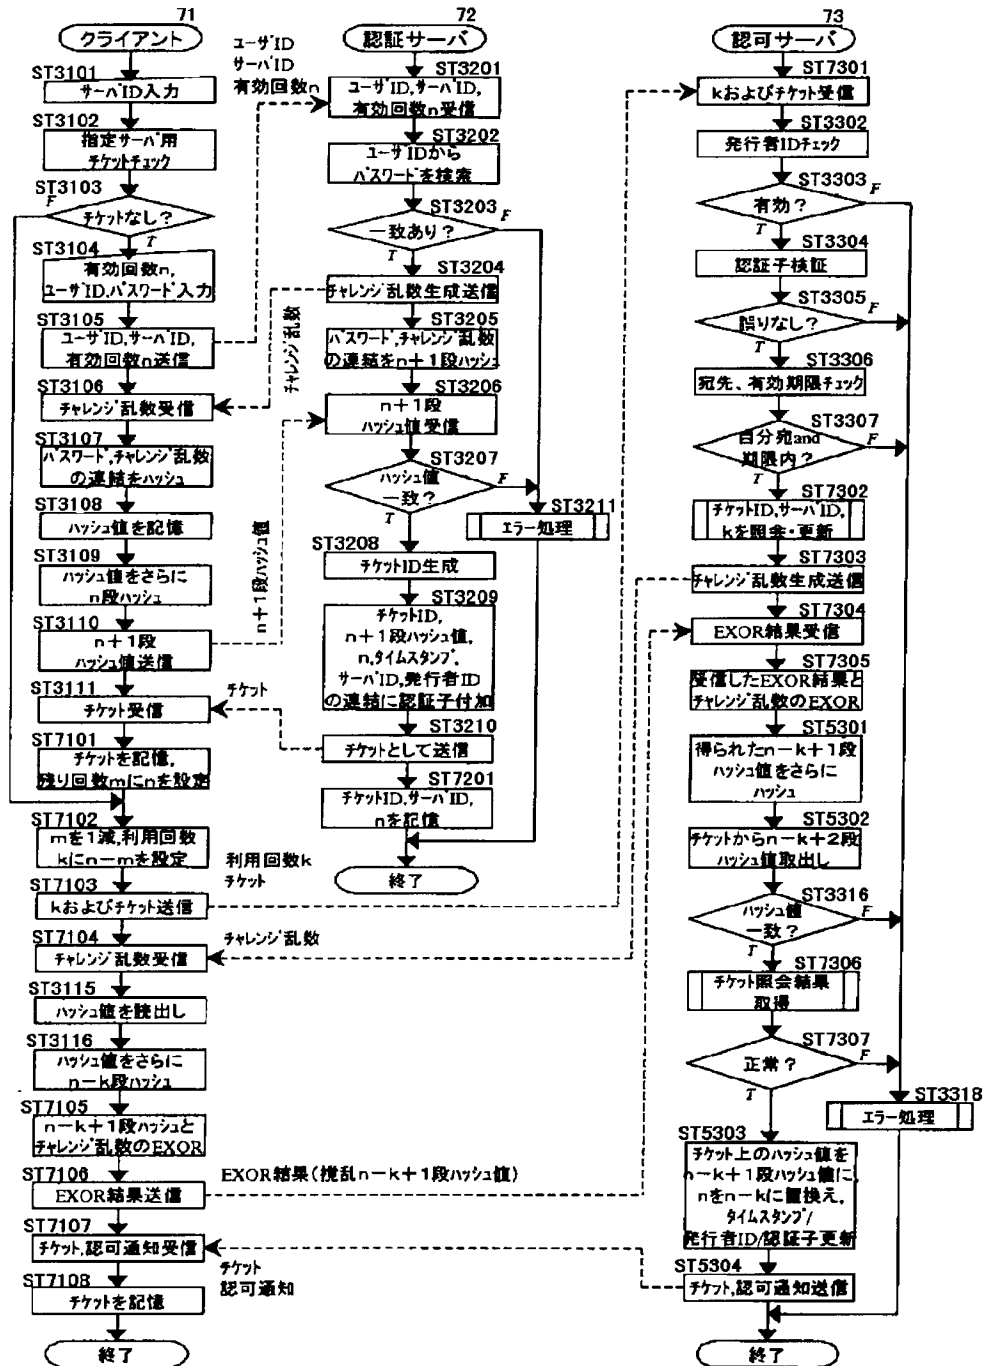 71
クライアント
ST3101
サーバID入力
ST3102
指定サーバ用
チケットチェック
ST3103
F
チケットなし?
T
ST3104
有効回数n,
ユーザID,パスワード入力
ST3105
ユーザID,サーバID,
有効回数n送信
ST3106
チャレンジ乱数受信
ST3107
パスワード,チャレンジ乱数
の連結をハッシュ
ST3108
ハッシュ値を記憶
ST3109
ハッシュ値をさらに
n段ハッシュ
ST3110
n+1段
ハッシュ値送信
ST3111
チケット受信
ST7101
チケットを記憶,
残り回数mにnを設定
ST7102
mを1減,利用回数
kにn-mを設定
ST7103
kおよびチケット送信
ST7104
チャレンジ乱数受信
ST3115
ハッシュ値を読出し
ST3116
ハッシュ値をさらに
n-k段ハッシュ
ST7105
n-k+1段ハッシュと
チャレンジ乱数のEXOR
ST7106
EXOR結果送信
ST7107
チケット,認可通知受信
ST7108
チケットを記憶
終了
ユーザID
サーバID
有効回数n
チャレンジ乱数
n+1段ハッシュ値
チケット
利用回数k
チケット
チャレンジ乱数
EXOR結果(撹乱n-k+1段ハッシュ値)
チケット
認可通知
72
認証サーバ
ST3201
ユーザID,サーバID,
有効回数n受信
ST3202
ユーザIDから
パスワードを検索
ST3203
一致あり?
F
T
ST3204
チャレンジ乱数生成送信
ST3205
パスワード,チャレンジ乱数
の連結をn+1段ハッシュ
ST3206
n+1段
ハッシュ値受信
ST3207
ハッシュ値
一致?
F
T
ST3211
エラー処理
ST3208
チケットID生成
ST3209
チケットID,
n+1段ハッシュ値,
n,タイムスタンプ,
サーバID,発行者ID
の連結に認証子付加
ST3210
チケットとして送信
ST7201
チケットID,サーバID,
nを記憶
終了
73
認可サーバ
ST7301
kおよびチケット受信
ST3302
発行者IDチェック
ST3303
有効?
F
T
ST3304
認証子検証
ST3305
誤りなし?
F
T
ST3306
宛先、有効期限チェック
ST3307
自分宛and
期限内?
F
T
ST7302
チケットID,サーバID,
kを照会・更新
ST7303
チャレンジ乱数生成送信
ST7304
EXOR結果受信
ST7305
受信したEXOR結果と
チャレンジ乱数のEXOR
ST5301
得られたn-k+1段
ハッシュ値をさらに
ハッシュ
ST5302
チケットからn-k+2段
ハッシュ値取出し
ST3316
ハッシュ値
一致?
F
T
ST7306
チケット照会結果
取得
ST7307
正常?
F
T
ST3318
エラー処理
ST5303
チケット上のハッシュ値を
n-k+1段ハッシュ値に,
nをn-kに置換え,
タイムスタンプ/
発行者ID/認証子更新
ST5304
チケット,認可通知送信
終了